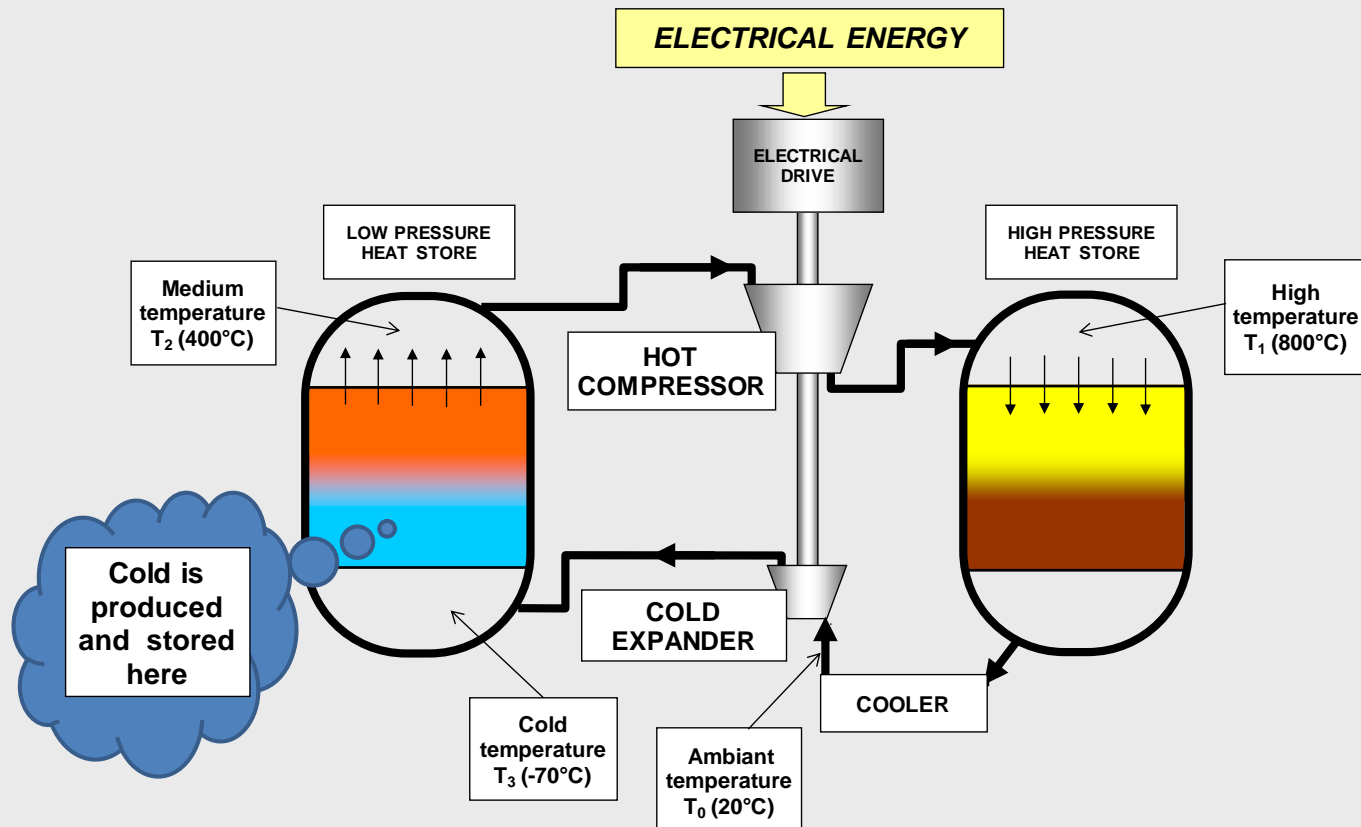 ELECTRICAL ENERGY
ELECTRICAL
DRIVE
LOW PRESSURE
HEAT STORE
HIGH PRESSURE
HEAT STORE
Medium
temperature
T₂ (400°C)
High
temperature
T₁ (800°C)
HOT
COMPRESSOR
Cold is
produced
and stored
here
COLD
EXPANDER
COOLER
Cold
temperature
T₃ (-70°C)
Ambiant
temperature
T₀ (20°C)